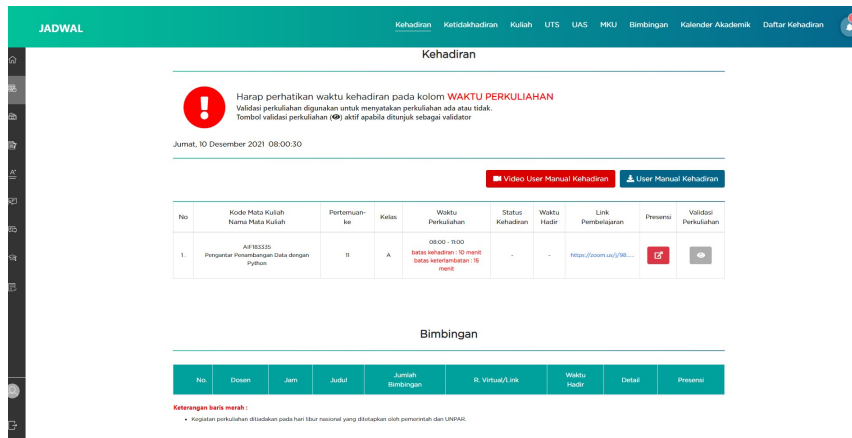 JADWAL
Kehadiran Ketidakhadiran Kuliah UTS UAS MKU Bimbingan Kalender Akademik Daftar Kehadiran
Kehadiran
Harap perhatikan waktu kehadiran pada kolom WAKTU PERKULIAHAN
Validasi perkuliahan digunakan untuk menyatakan perkuliahan ada atau tidak.
Tombol validasi perkuliahan () aktif apabila ditunjuk sebagai validator
Jumat, 10 Desember 2021 08:00:30
Video User Manual Kehadiran User Manual Kehadiran
No Kode Mata Kuliah Pertemuan- Kelas Waktu Status Waktu Link Presensi Validasi
Nama Mata Kuliah ke Perkuliahan Kehadiran Hadir Pembelajaran Perkuliahan
1. AIF183335 11 A 08:00 - 11:00 - - https://zoom.us/j/98.....
Pengantar Penambangan Data dengan batas kehadiran : 10 menit
Python batas keterlambatan : 15
menit
Bimbingan
No. Dosen Jam Judul Jumlah R. Virtual/Link Waktu Detail Presensi
Bimbingan Hadir
Keterangan baris merah :
• Kegiatan perkuliahan ditiadakan pada hari libur nasional yang ditetapkan oleh pemerintah dan UNPAR.